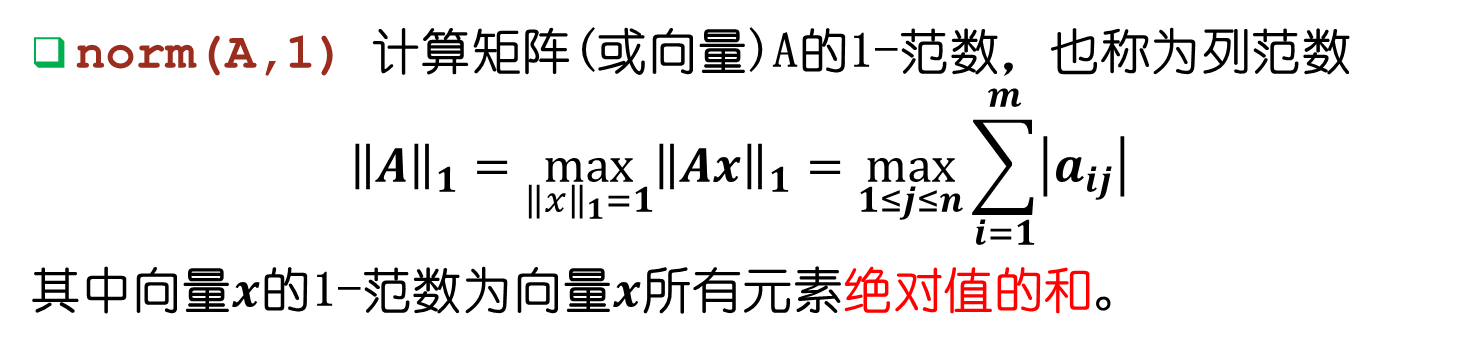 ❑ norm(A,1) 计算矩阵(或向量)A的1-范数，也称为列范数
‖A‖₁ = max_{‖x‖₁=1} ‖Ax‖₁ = max_{1≤j≤n} ∑_{i=1}^{m} |a_{ij}|
其中向量x的1-范数为向量x所有元素绝对值的和。